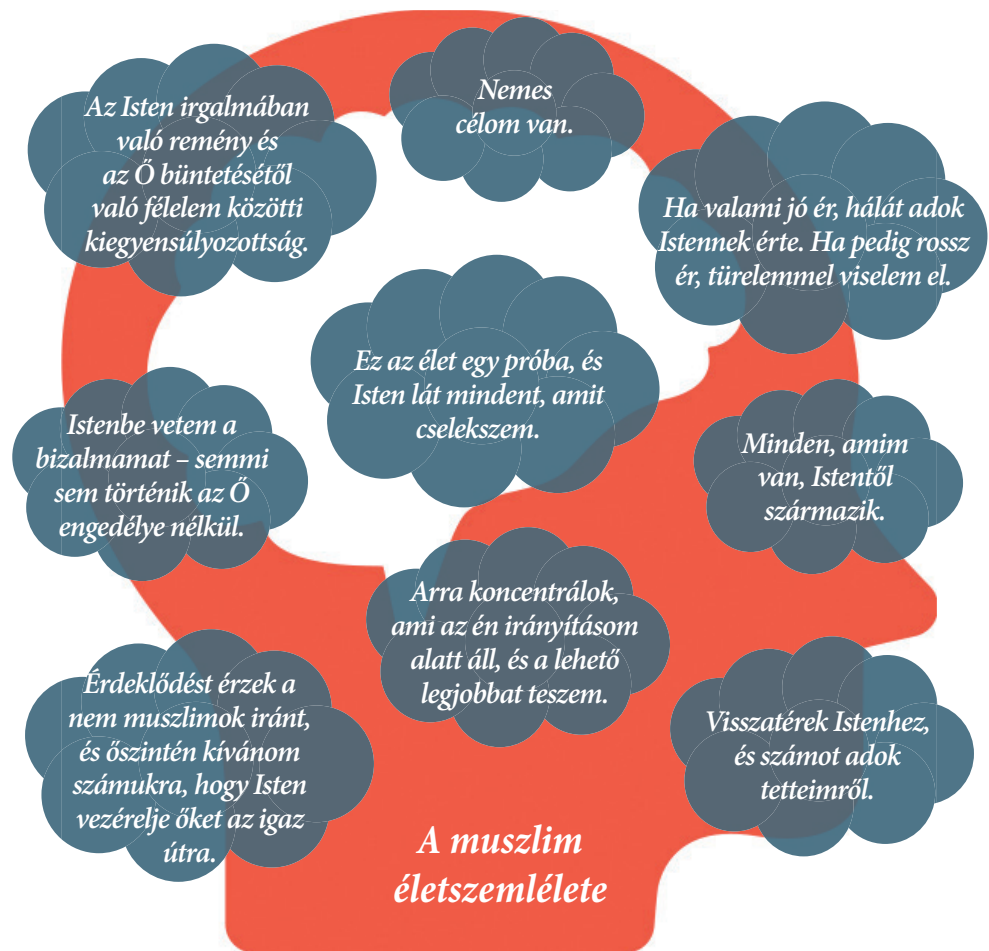 Az Isten irgalmában
való remény és
az Ő büntetésétől
való félelem közötti
kiegyensúlyozottság.
Nemes
célom van.
Ha valami jó ér, hálát adok
Istennek érte. Ha pedig rossz
ér, türelemmel viselem el.
Ez az élet egy próba, és
Isten lát mindent, amit
cselekszem.
Istenbe vetem a
bizalmamat – semmi
sem történik az Ő
engedélye nélkül.
Minden, amim
van, Istentől
származik.
Arra koncentrálok,
ami az én irányításom
alatt áll, és a lehető
legjobbat teszem.
Érdeklődést érzek a
nem muszlimok iránt,
és őszintén kívánom
számukra, hogy Isten
vezérelje őket az igaz
útra.
Visszatérek Istenhez,
és számot adok
tetteimről.
A muszlim
életszemlélete